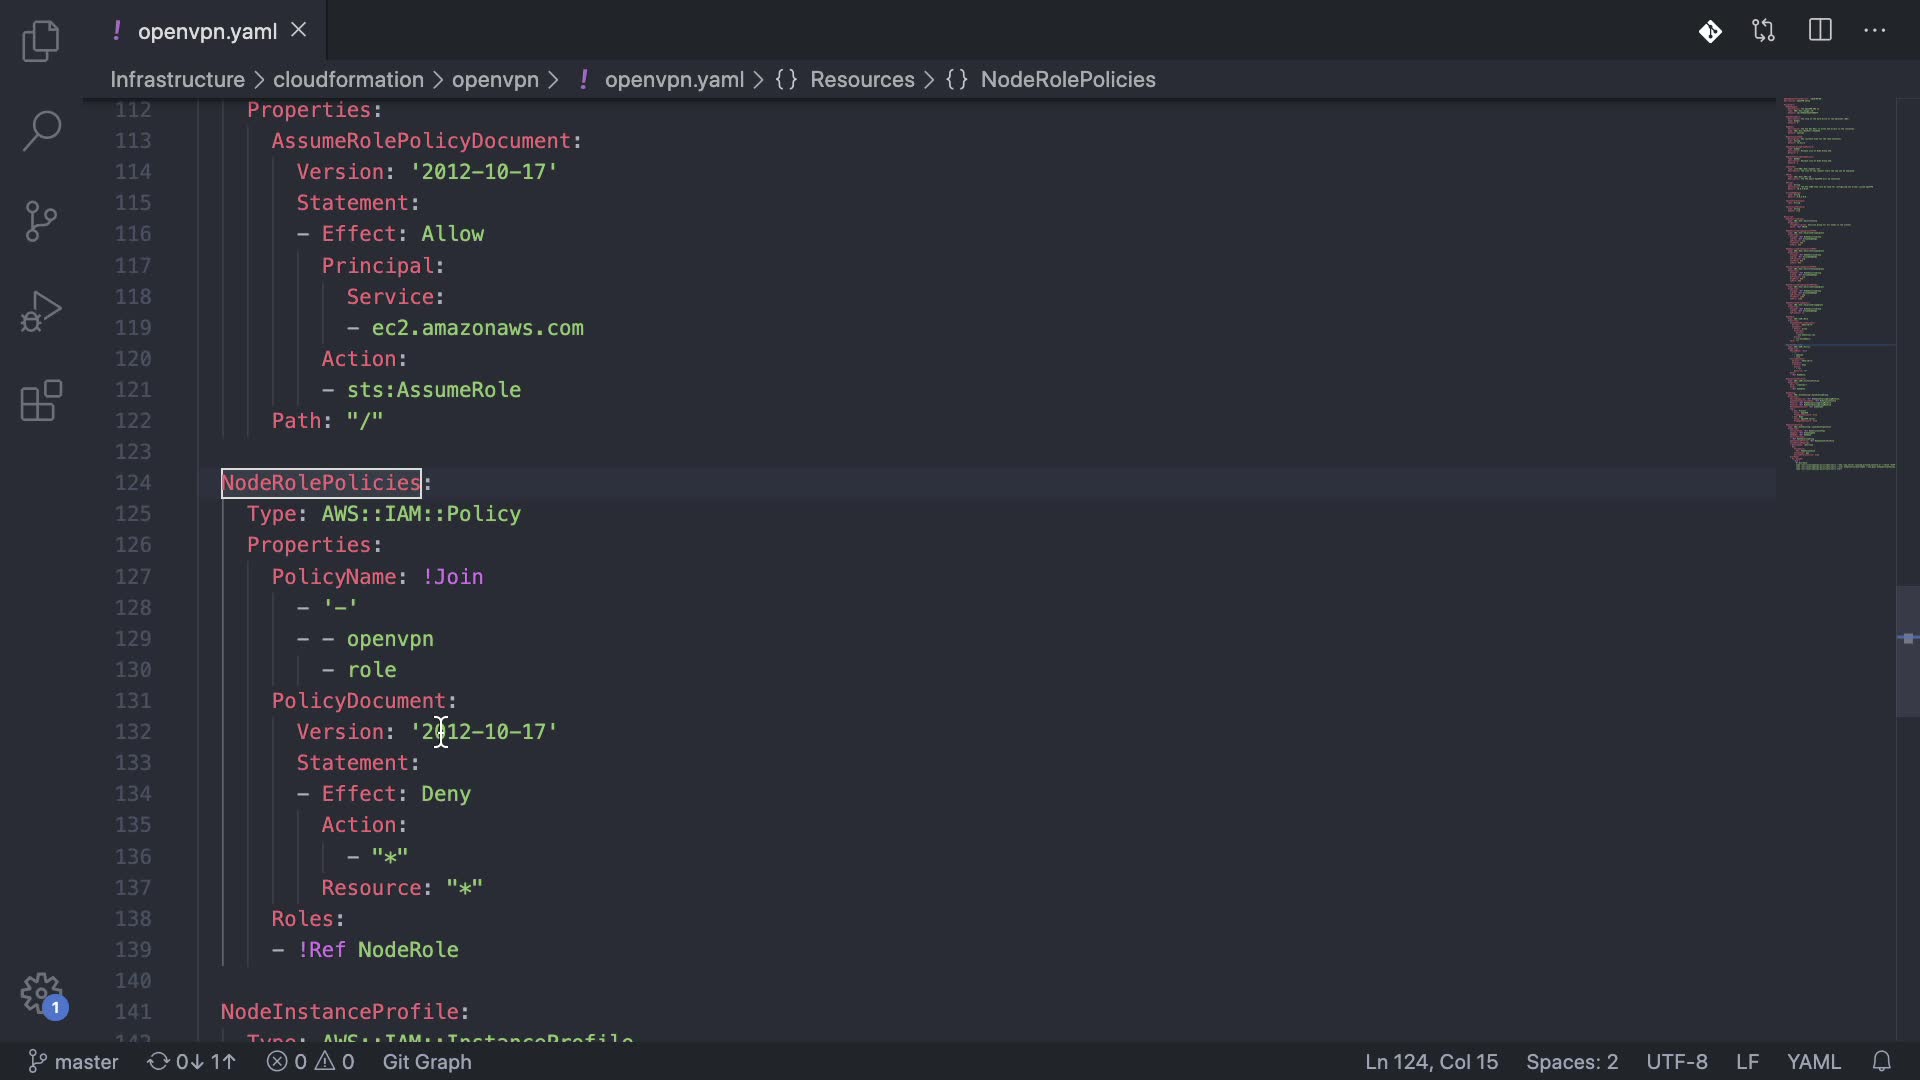 ! openvpn.yaml
Infrastructure > cloudformation > openvpn > ! openvpn.yaml > {} Resources > {} NodeRolePolicies
112 Properties:
113 AssumeRolePolicyDocument:
114 Version: '2012-10-17'
115 Statement:
116 - Effect: Allow
117 Principal:
118 Service:
119 - ec2.amazonaws.com
120 Action:
121 - sts:AssumeRole
122 Path: "/"
123
124 NodeRolePolicies:
125 Type: AWS::IAM::Policy
126 Properties:
127 PolicyName: !Join
128 - '-'
129 - - openvpn
130 - role
131 PolicyDocument:
132 Version: '2012-10-17'
133 Statement:
134 - Effect: Deny
135 Action:
136 - "*"
137 Resource: "*"
138 Roles:
139 - !Ref NodeRole
140
141 NodeInstanceProfile:
142 Type: AWS::IAM::InstanceProfile
1
master 0↓ 1↑ 0 0 Git Graph Ln 124, Col 15 Spaces: 2 UTF-8 LF YAML